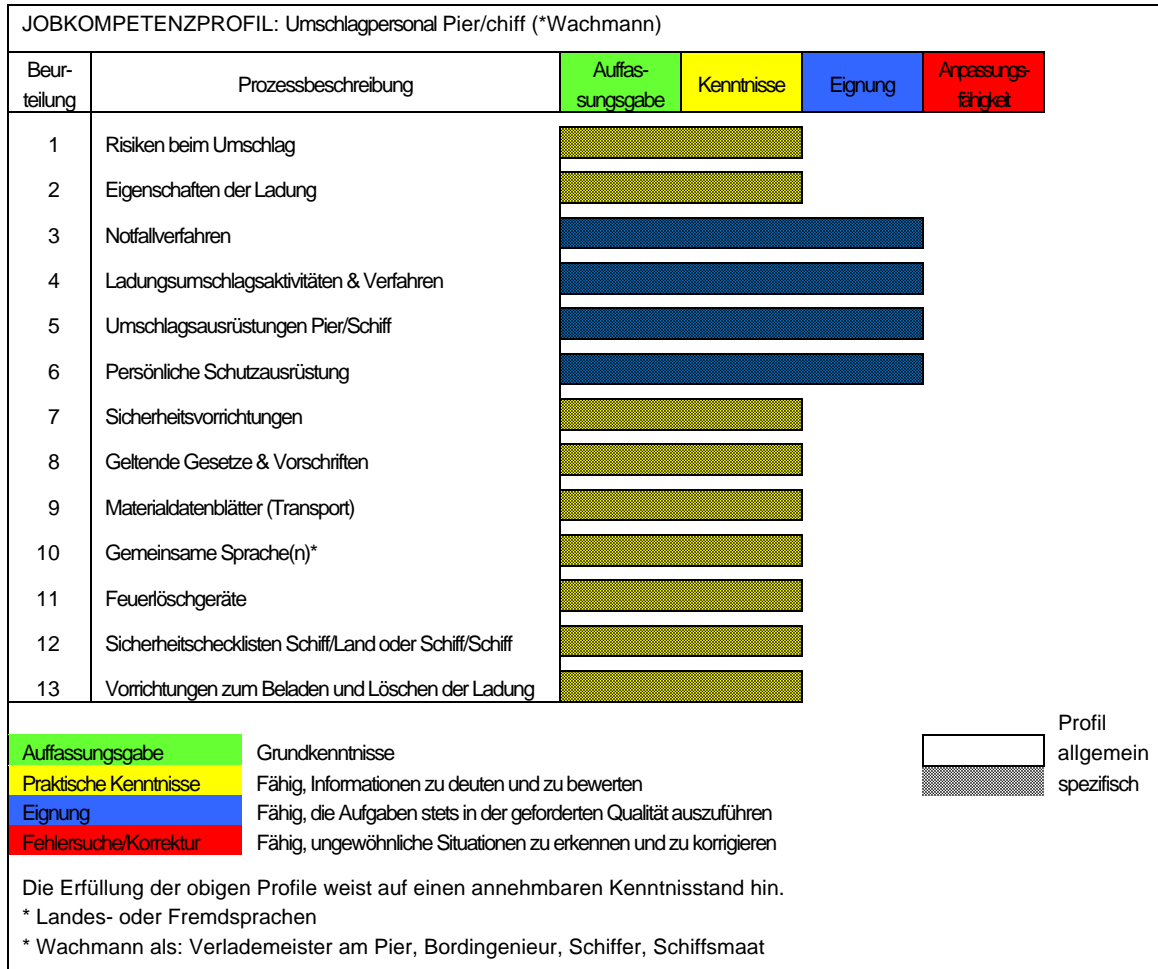 JOBKOMPETENZPROFIL: Umschlagpersonal Pier/chiff (*Wachmann)
Beur-
teilung
Prozessbeschreibung
Auffas-
sungsgabe
Kenntnisse
Eignung
Anpassungs-
fähigkeit
1 Risiken beim Umschlag
2 Eigenschaften der Ladung
3 Notfallverfahren
4 Ladungsumschlagsaktivitäten & Verfahren
5 Umschlagsausrüstungen Pier/Schiff
6 Persönliche Schutzausrüstung
7 Sicherheitsvorrichtungen
8 Geltende Gesetze & Vorschriften
9 Materialdatenblätter (Transport)
10 Gemeinsame Sprache(n)*
11 Feuerlöschgeräte
12 Sicherheitschecklisten Schiff/Land oder Schiff/Schiff
13 Vorrichtungen zum Beladen und Löschen der Ladung
Profil
Auffassungsgabe Grundkenntnisse allgemein
Praktische Kenntnisse Fähig, Informationen zu deuten und zu bewerten spezifisch
Eignung Fähig, die Aufgaben stets in der geforderten Qualität auszuführen
Fehlersuche/Korrektur Fähig, ungewöhnliche Situationen zu erkennen und zu korrigieren
Die Erfüllung der obigen Profile weist auf einen annehmbaren Kenntnisstand hin.
* Landes- oder Fremdsprachen
* Wachmann als: Verlademeister am Pier, Bordingenieur, Schiffer, Schiffsmaat